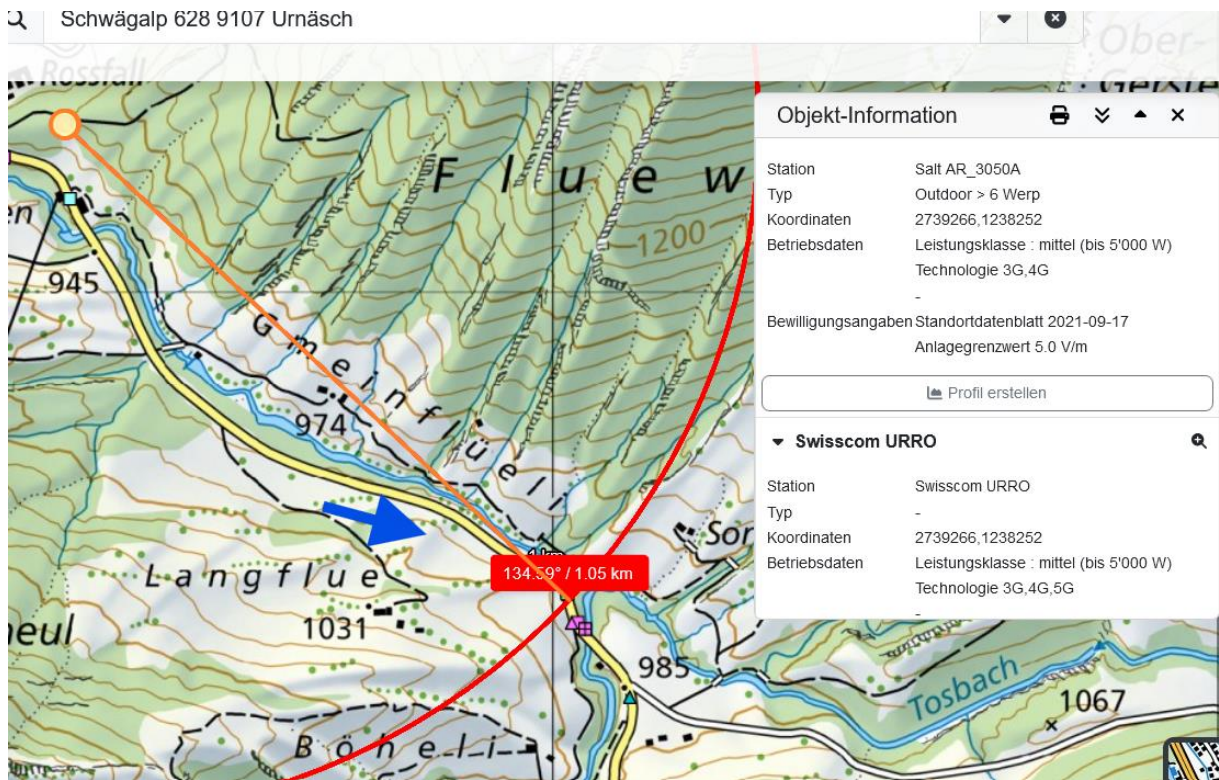 Schwägalp 628 9107 Urnäsch
Rossfall
Ober-
Objekt-Information
Station Salt AR_3050A
Typ Outdoor > 6 Werp
Koordinaten 2739266,1238252
Betriebsdaten Leistungsklasse : mittel (bis 5'000 W)
Technologie 3G,4G
-
Bewilligungsangaben Standortdatenblatt 2021-09-17
Anlagegrenzwert 5.0 V/m
Profil erstellen
Swisscom URRO
Station Swisscom URRO
Typ -
Koordinaten 2739266,1238252
Betriebsdaten Leistungsklasse : mittel (bis 5'000 W)
Technologie 3G,4G,5G
-
F l u e w
1200
945
Gmeinflüeli
974
1 km
134.59° / 1.05 km
Langflue
1031
985
Tosbach
1067
Böheli